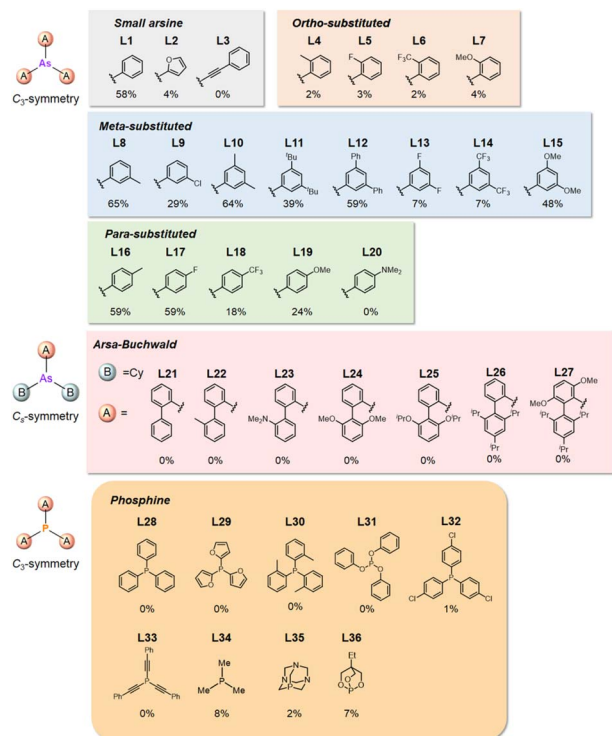 Small arsine
Ortho-substituted
A
As
A A
C3-symmetry
L1 L2 L3
O
58% 4% 0%
L4 L5 L6 L7
F F3C OMe
2% 3% 2% 4%
Meta-substituted
L8 L9 L10 L11 L12 L13 L14 L15
tBu Ph F CF3 OMe
Cl tBu Ph F CF3 OMe
65% 29% 64% 39% 59% 7% 7% 48%
Para-substituted
L16 L17 L18 L19 L20
F CF3 OMe NMe2
59% 59% 18% 24% 0%
Arsa-Buchwald
A
As
B B
Cs-symmetry
B =Cy
A =
L21 L22 L23 L24 L25 L26 L27
Me2N MeO OMe iPrO OiPr iPr iPr iPr OMe MeO iPr iPr iPr
0% 0% 0% 0% 0% 0% 0%
Phosphine
A
P
A A
C3-symmetry
L28 L29 L30 L31 L32
P
O P O O
P
O P O O
Cl P Cl Cl
0% 0% 0% 0% 1%
L33 L34 L35 L36
Ph P Ph Ph
Me P Me Me
N N P N
Et O O P O
0% 8% 2% 7%